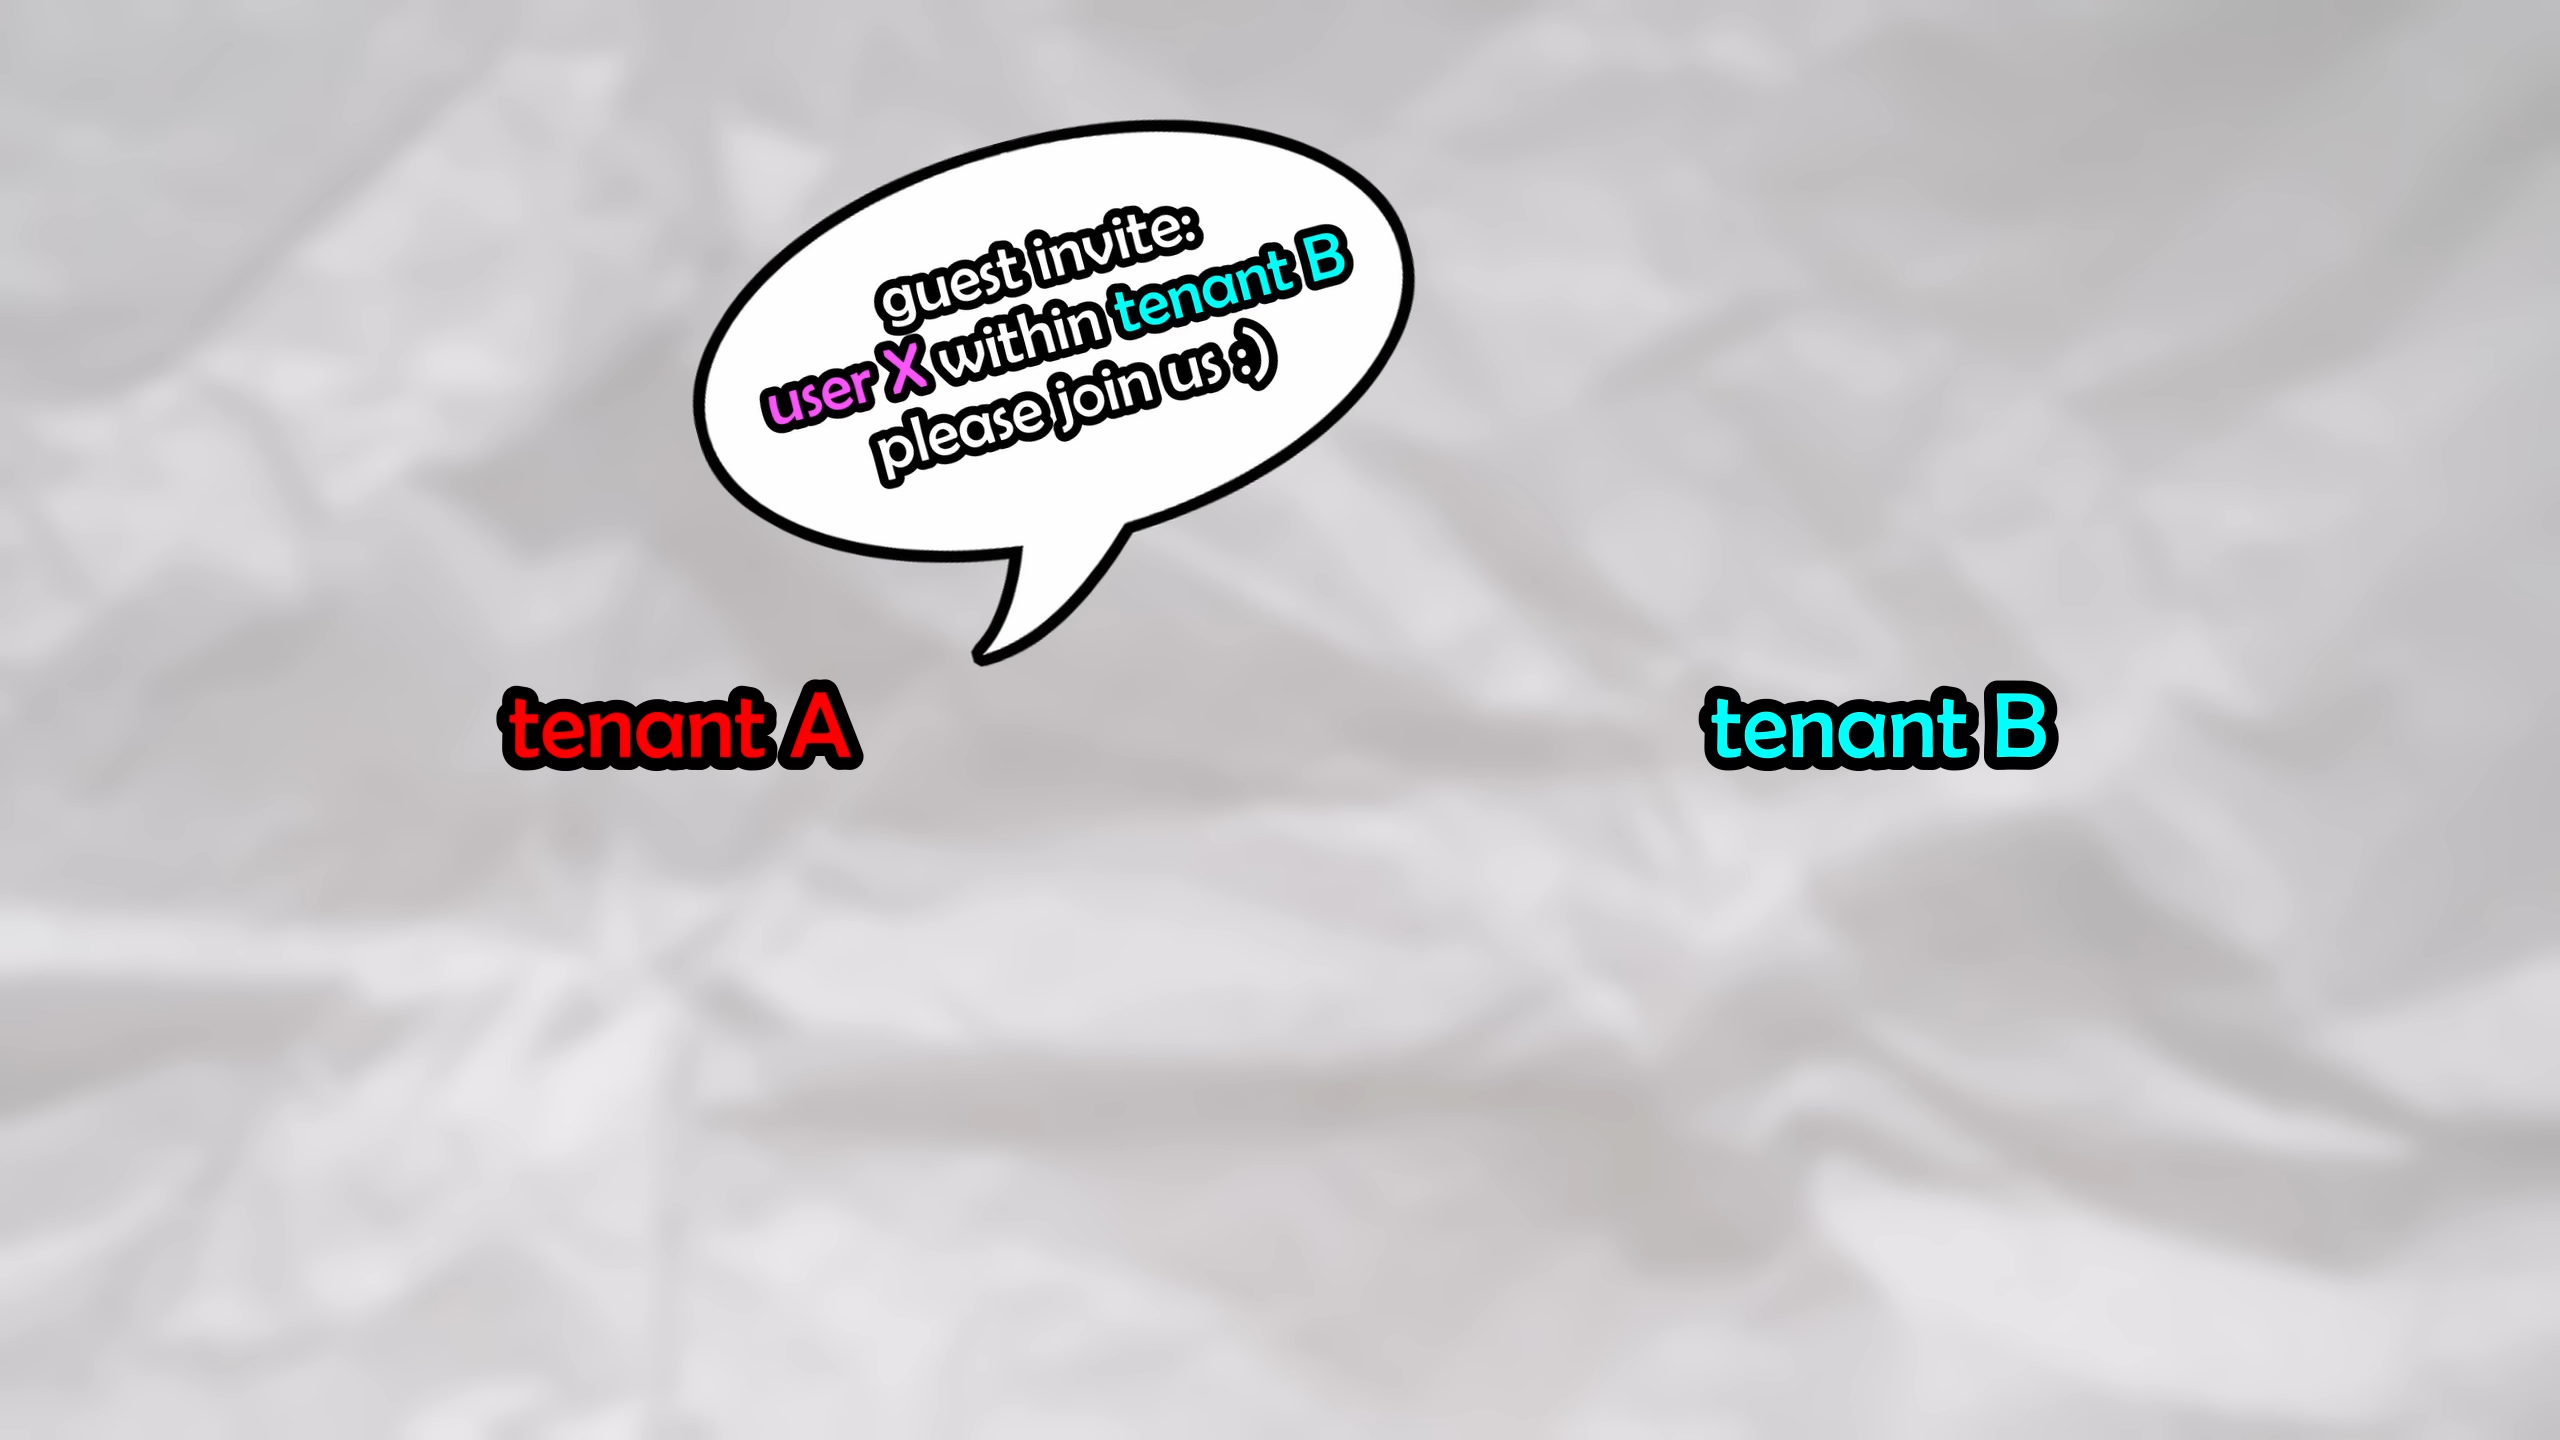 guest invite:
user X within tenant B
please join us :)
tenant A
tenant B